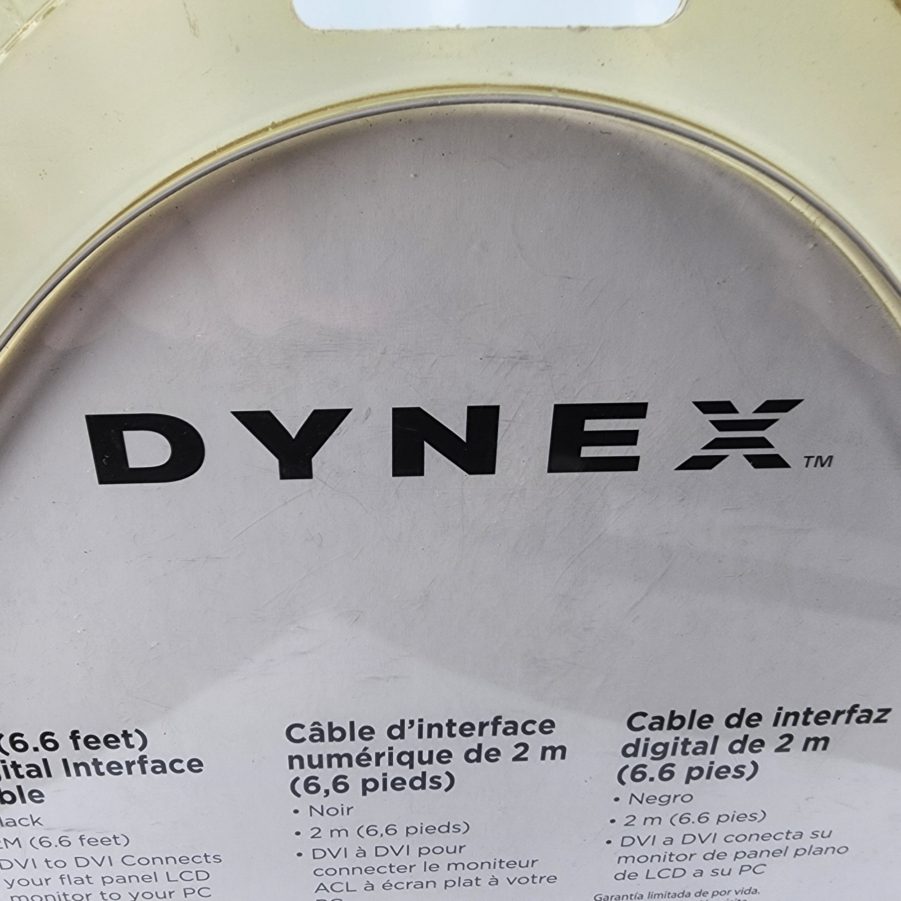 DYNEX™
(6.6 feet)
ital Interface
ble
lack
2M (6.6 feet)
DVI to DVI Connects
your flat panel LCD
monitor to your PC
Câble d'interface
numérique de 2 m
(6,6 pieds)
• Noir
• 2 m (6,6 pieds)
• DVI à DVI pour
connecter le moniteur
ACL à écran plat à votre
Cable de interfaz
digital de 2 m
(6.6 pies)
• Negro
• 2 m (6.6 pies)
• DVI a DVI conecta su
monitor de panel plano
de LCD a su PC
Garantía limitada de por vida.